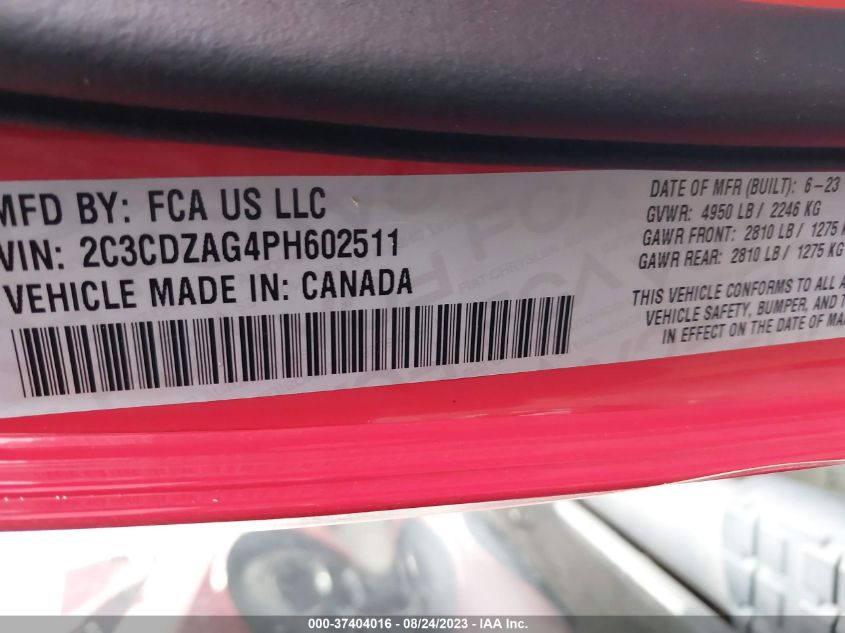 MFD BY: FCA US LLC
VIN: 2C3CDZAG4PH602511
VEHICLE MADE IN: CANADA
DATE OF MFR (BUILT): 6-23
GVWR: 4950 LB / 2246 KG
GAWR FRONT: 2810 LB / 1275 K
GAWR REAR: 2810 LB / 1275 KG
THIS VEHICLE CONFORMS TO ALL A
VEHICLE SAFETY, BUMPER, AND T
IN EFFECT ON THE DATE OF MA
000-37404016 - 08/24/2023 - IAA Inc.